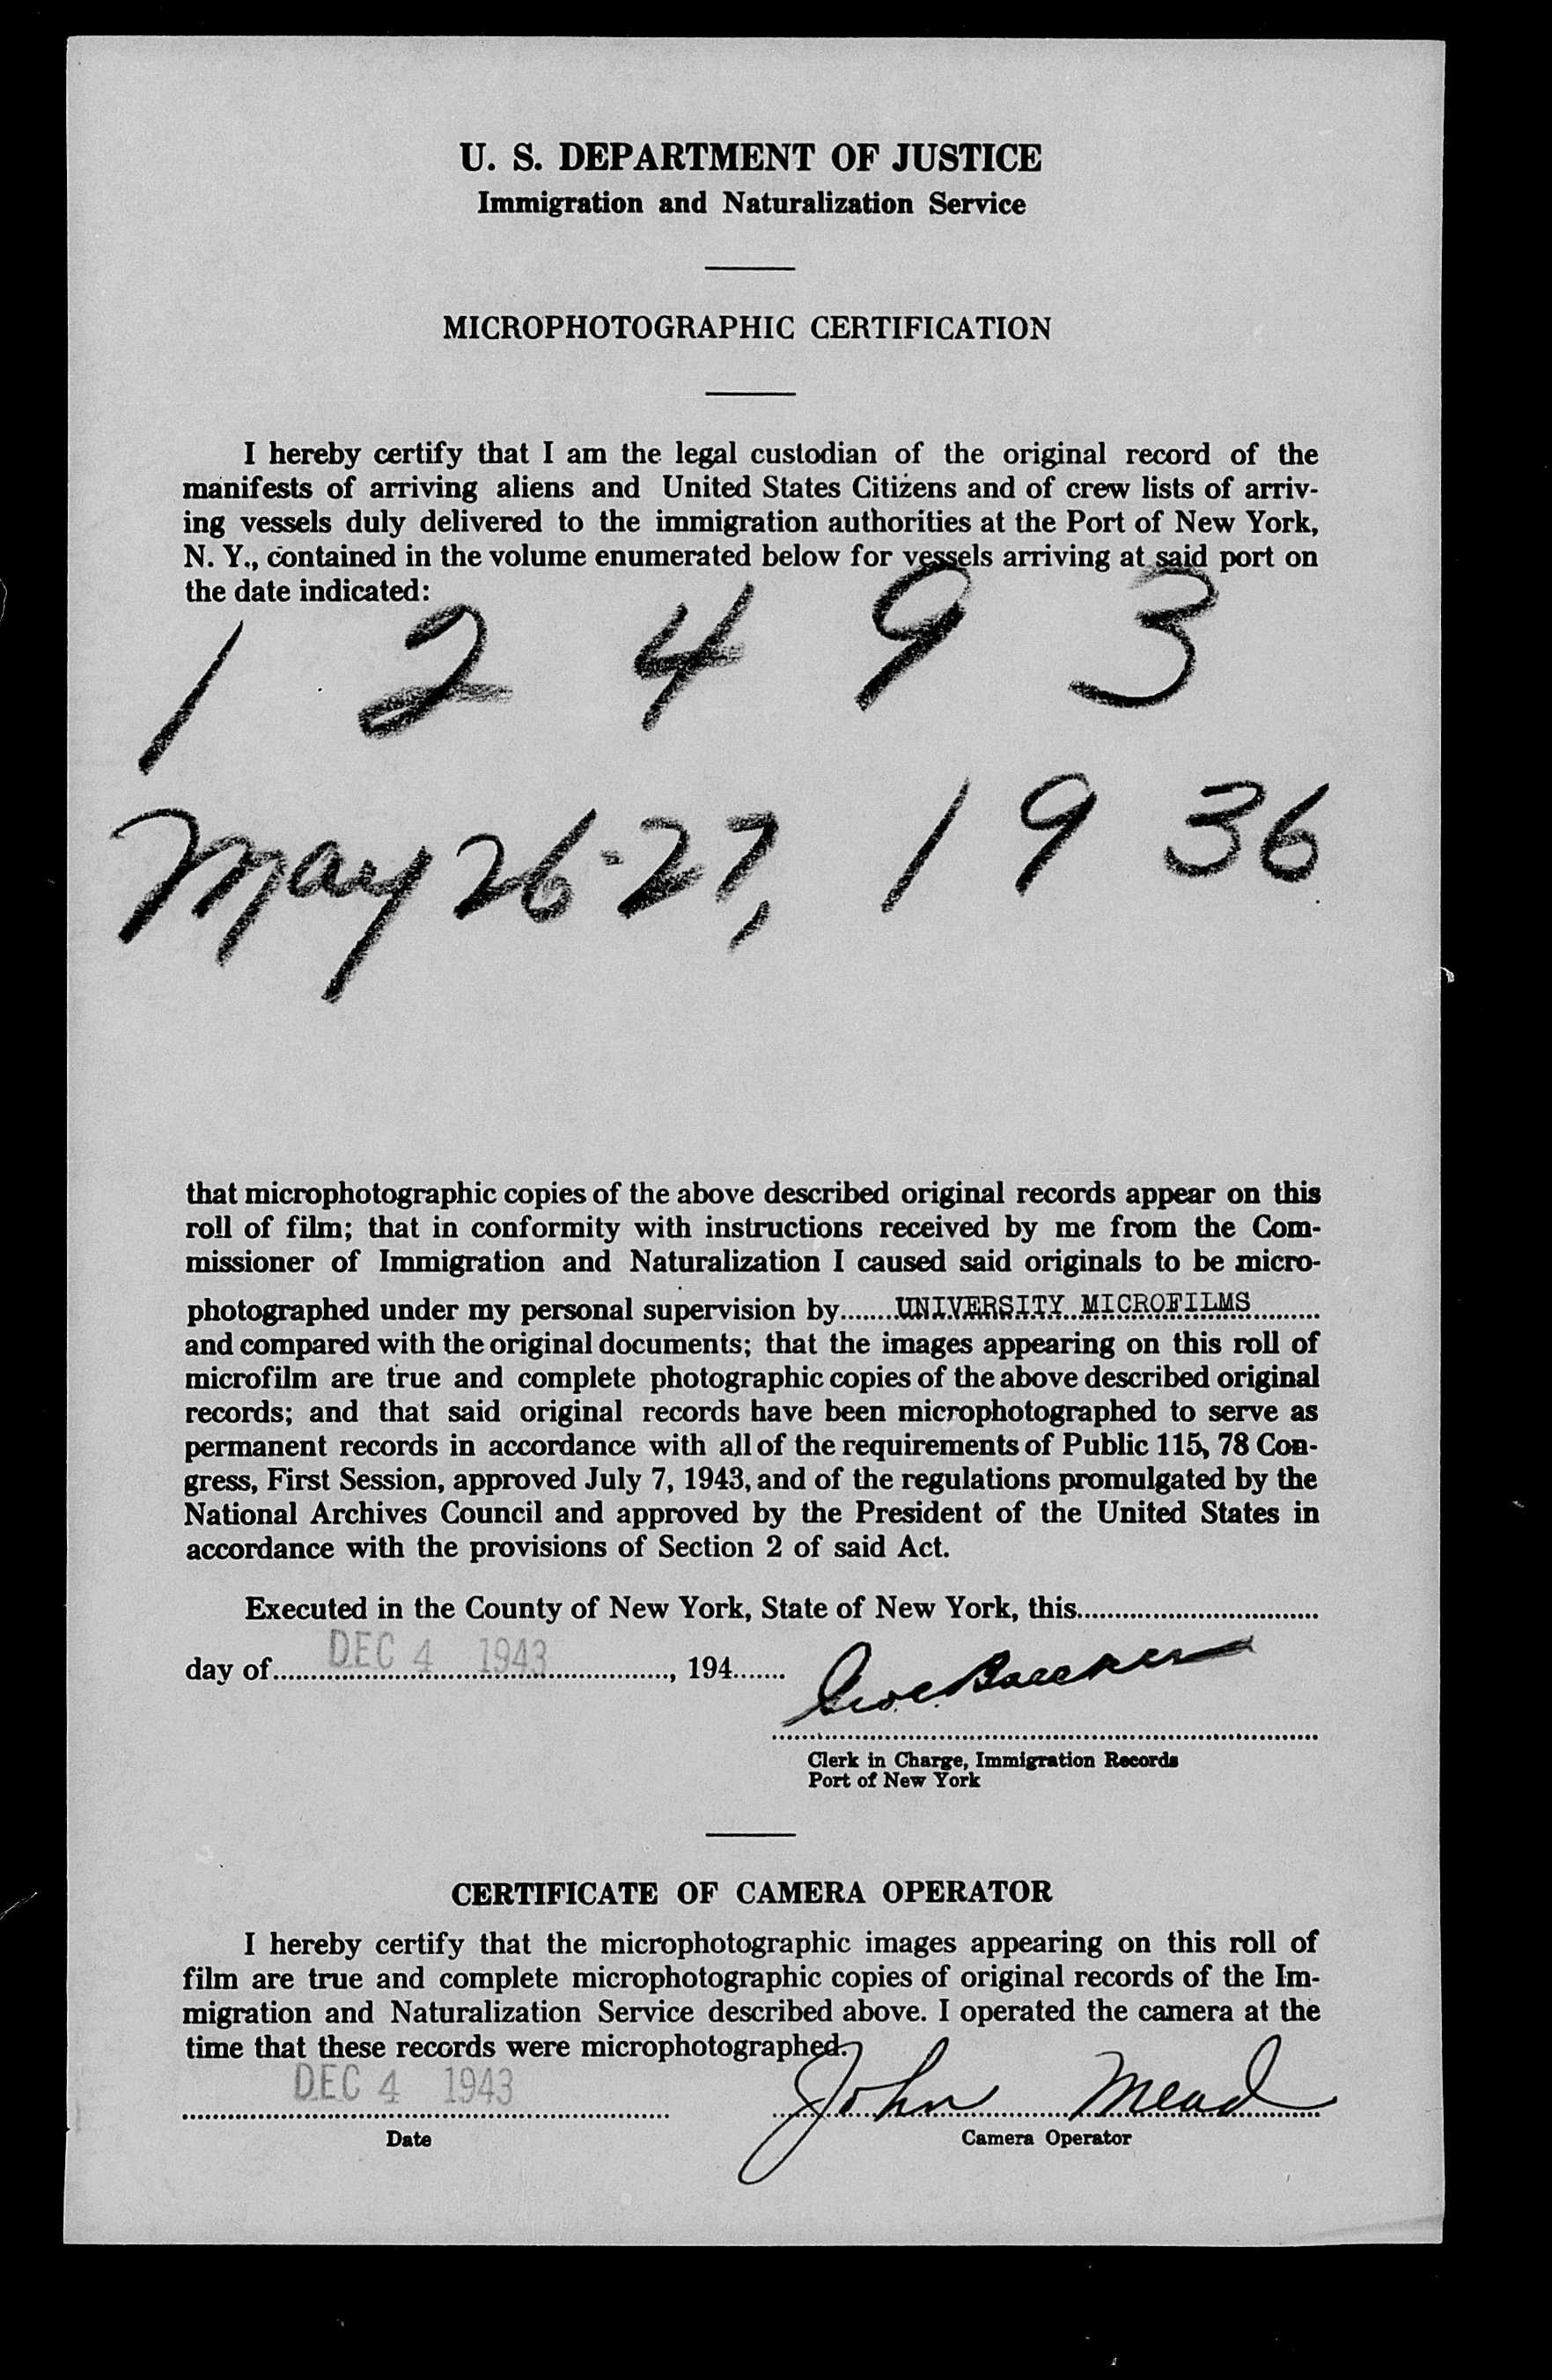 U. S. DEPARTMENT OF JUSTICE
Immigration and Naturalization Service
MICROPHOTOGRAPHIC CERTIFICATION
I hereby certify that I am the legal custodian of the original record of the
manifests of arriving aliens and United States Citizens and of crew lists of arriv-
ing vessels duly delivered to the immigration authorities at the Port of New York,
N. Y., contained in the volume enumerated below for vessels arriving at said port on
the date indicated:
1 2 4 9 3
May 26-27, 1936
that microphotographic copies of the above described original records appear on this
roll of film; that in conformity with instructions received by me from the Com-
missioner of Immigration and Naturalization I caused said originals to be micro-
photographed under my personal supervision by.......UNIVERSITY MICROFILMS.........
and compared with the original documents; that the images appearing on this roll of
microfilm are true and complete photographic copies of the above described original
records; and that said original records have been microphotographed to serve as
permanent records in accordance with all of the requirements of Public 115, 78 Con-
gress, First Session, approved July 7, 1943, and of the regulations promulgated by the
National Archives Council and approved by the President of the United States in
accordance with the provisions of Section 2 of said Act.
Executed in the County of New York, State of New York, this................................
day of DEC 4 1943, 194.......
Clerk in Charge, Immigration Records
Port of New York
CERTIFICATE OF CAMERA OPERATOR
I hereby certify that the microphotographic images appearing on this roll of
film are true and complete microphotographic copies of original records of the Im-
migration and Naturalization Service described above. I operated the camera at the
time that these records were microphotographed.
DEC 4 1943 John Mead
Date Camera Operator